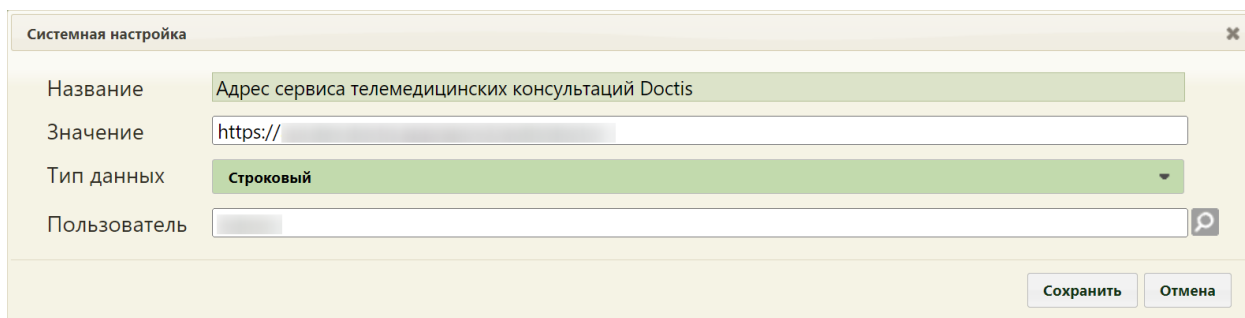 Системная настройка
Название
Адрес сервиса телемедицинских консультаций Doctis
Значение
https://
Тип данных
Строковый
Пользователь
Сохранить
Отмена